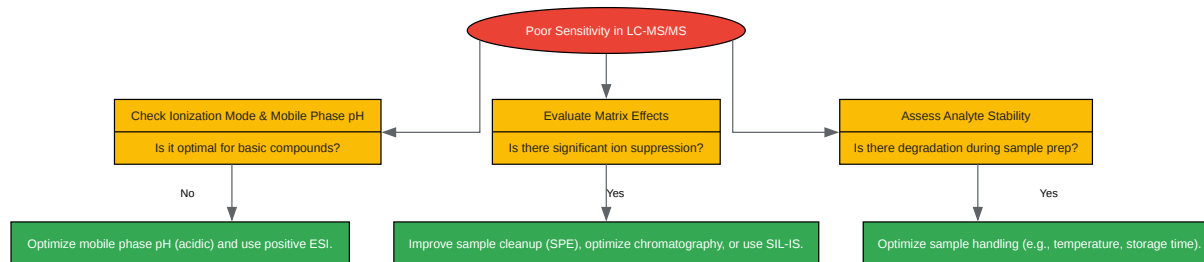 Poor Sensitivity in LC-MS/MS
Check Ionization Mode & Mobile Phase pH
Is it optimal for basic compounds?
Evaluate Matrix Effects
Is there significant ion suppression?
Assess Analyte Stability
Is there degradation during sample prep?
No
Yes
Yes
Optimize mobile phase pH (acidic) and use positive ESI.
Improve sample cleanup (SPE), optimize chromatography, or use SIL-IS.
Optimize sample handling (e.g., temperature, storage time).